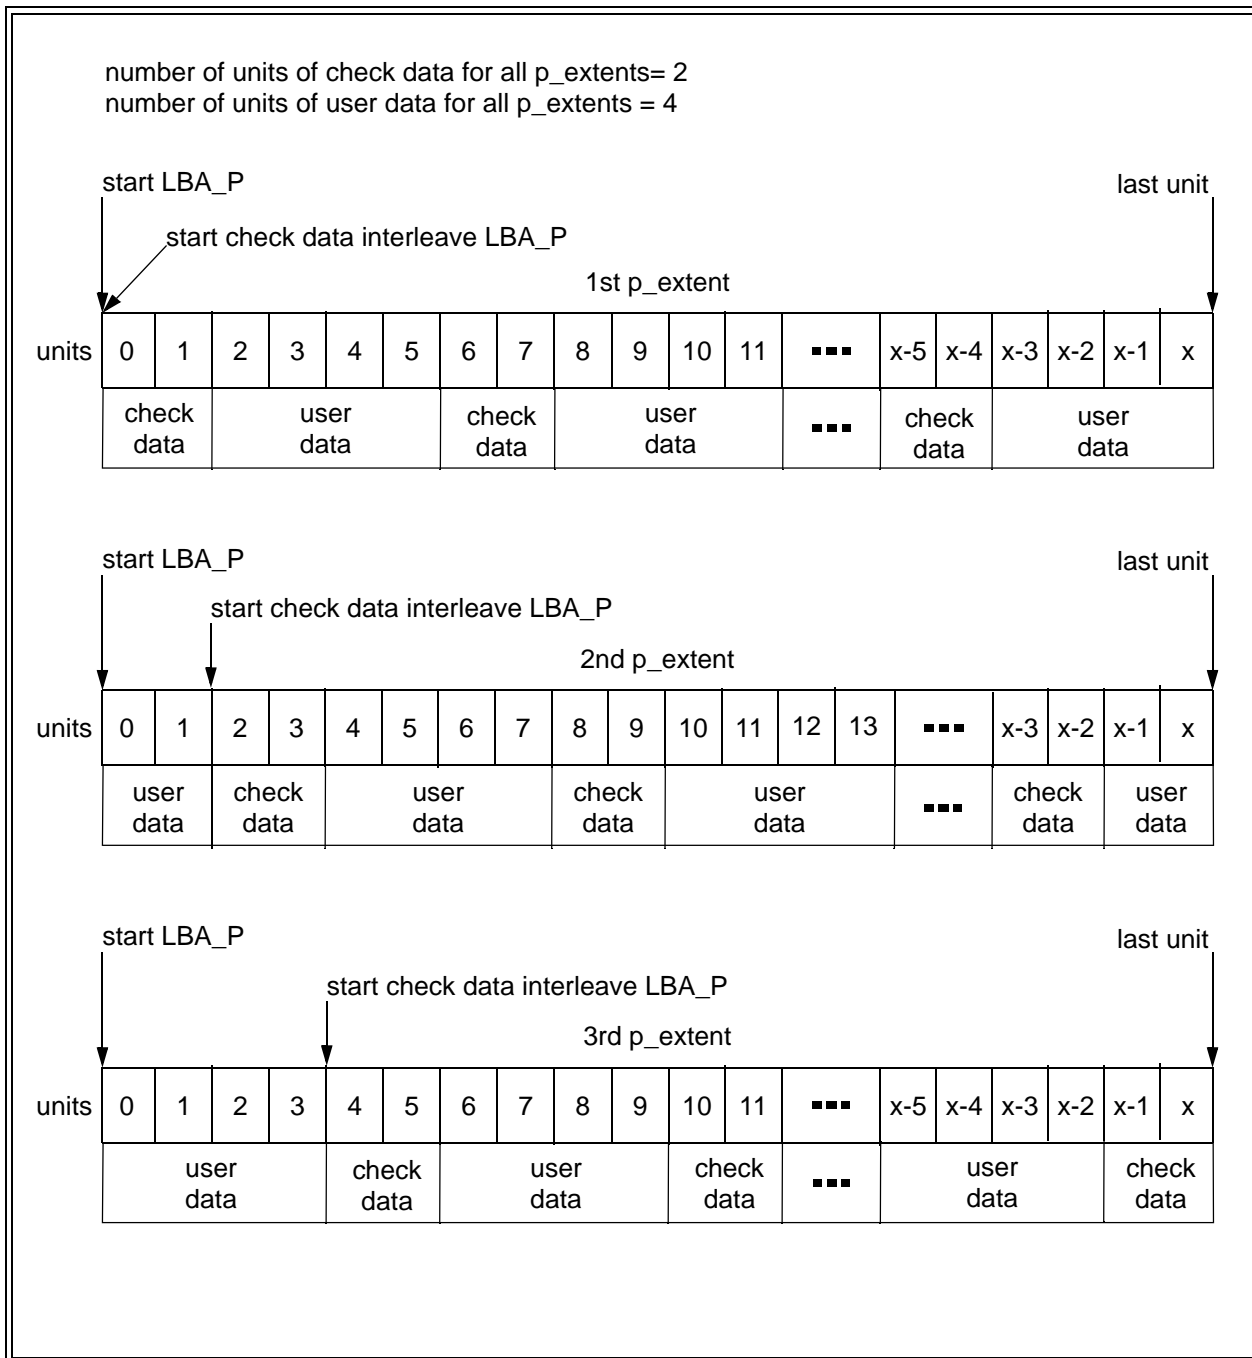 number of units of check data for all p_extents= 2
number of units of user data for all p_extents = 4
start LBA_P
last unit
start check data interleave LBA_P
1st p_extent
units 0 1 2 3 4 5 6 7 8 9 10 11 x-5 x-4 x-3 x-2 x-1 x
check data user data check data user data check data user data
start LBA_P
last unit
start check data interleave LBA_P
2nd p_extent
units 0 1 2 3 4 5 6 7 8 9 10 11 12 13 x-3 x-2 x-1 x
user data check data user data check data user data check data user data
start LBA_P
last unit
start check data interleave LBA_P
3rd p_extent
units 0 1 2 3 4 5 6 7 8 9 10 11 x-5 x-4 x-3 x-2 x-1 x
user data check data user data check data user data check data